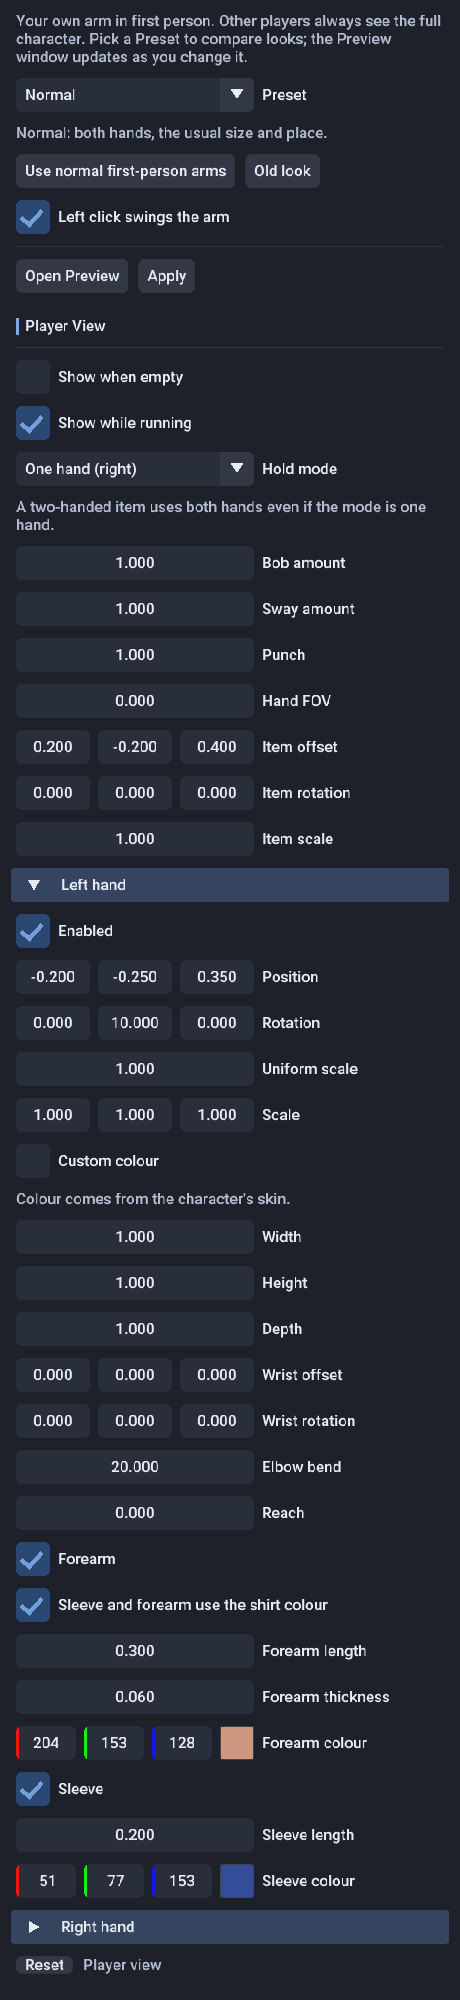 Your own arm in first person. Other players always see the full
character. Pick a Preset to compare looks; the Preview
window updates as you change it.
Normal Preset
Normal: both hands, the usual size and place.
Use normal first-person arms Old look
Left click swings the arm
Open Preview Apply
Player View
Show when empty
Show while running
One hand (right) Hold mode
A two-handed item uses both hands even if the mode is one
hand.
1.000 Bob amount
1.000 Sway amount
1.000 Punch
0.000 Hand FOV
0.200 -0.200 0.400 Item offset
0.000 0.000 0.000 Item rotation
1.000 Item scale
Left hand
Enabled
-0.200 -0.250 0.350 Position
0.000 10.000 0.000 Rotation
1.000 Uniform scale
1.000 1.000 1.000 Scale
Custom colour
Colour comes from the character's skin.
1.000 Width
1.000 Height
1.000 Depth
0.000 0.000 0.000 Wrist offset
0.000 0.000 0.000 Wrist rotation
20.000 Elbow bend
0.000 Reach
Forearm
Sleeve and forearm use the shirt colour
0.300 Forearm length
0.060 Forearm thickness
204 153 128 Forearm colour
Sleeve
0.200 Sleeve length
51 77 153 Sleeve colour
Right hand
Reset Player view